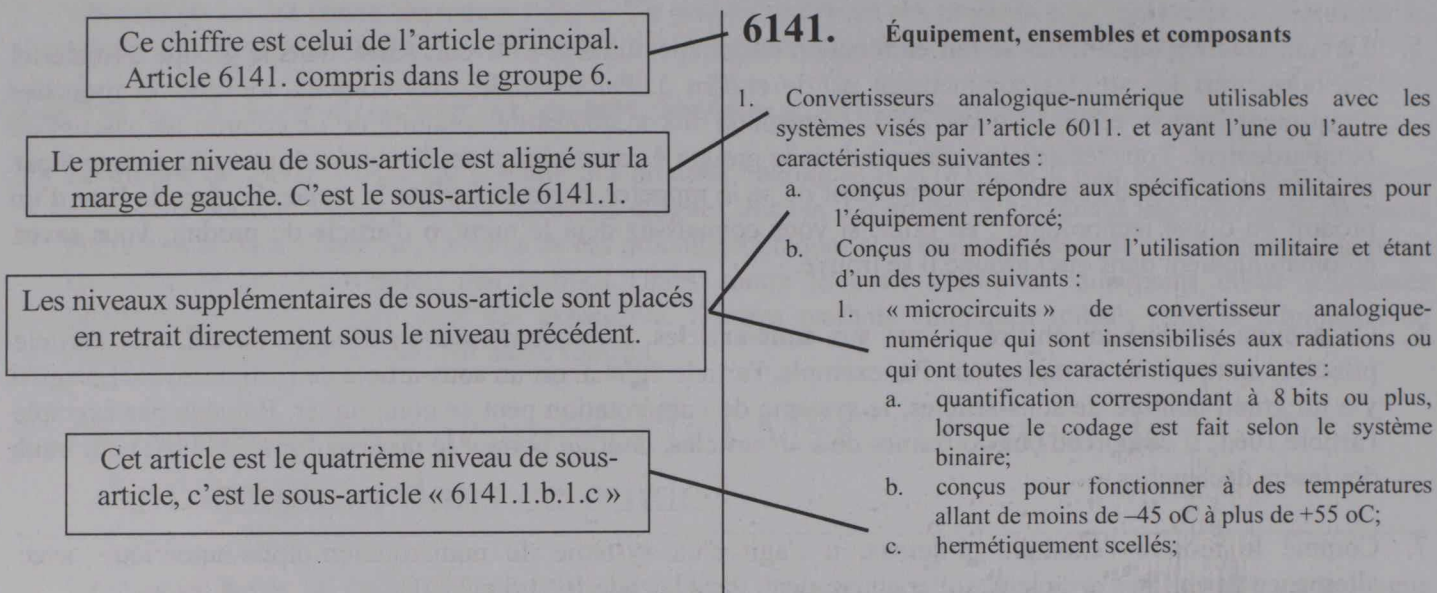 Ce chiffre est celui de l'article principal.
Article 6141. compris dans le groupe 6.
Le premier niveau de sous-article est aligné sur la
marge de gauche. C'est le sous-article 6141.1.
Les niveaux supplémentaires de sous-article sont placés
en retrait directement sous le niveau précédent.
Cet article est le quatrième niveau de sous-
article, c'est le sous-article « 6141.1.b.1.c »
6141. Équipement, ensembles et composants
1. Convertisseurs analogique-numérique utilisables avec les
systèmes visés par l'article 6011. et ayant l'une ou l'autre des
caractéristiques suivantes :
a. conçus pour répondre aux spécifications militaires pour
l'équipement renforcé;
b. Conçus ou modifiés pour l'utilisation militaire et étant
d'un des types suivants :
1. « microcircuits » de convertisseur analogique-
numérique qui sont insensibilisés aux radiations ou
qui ont toutes les caractéristiques suivantes :
a. quantification correspondant à 8 bits ou plus,
lorsque le codage est fait selon le système
binaire;
b. conçus pour fonctionner à des températures
allant de moins de –45 oC à plus de +55 oC;
c. hermétiquement scellés;